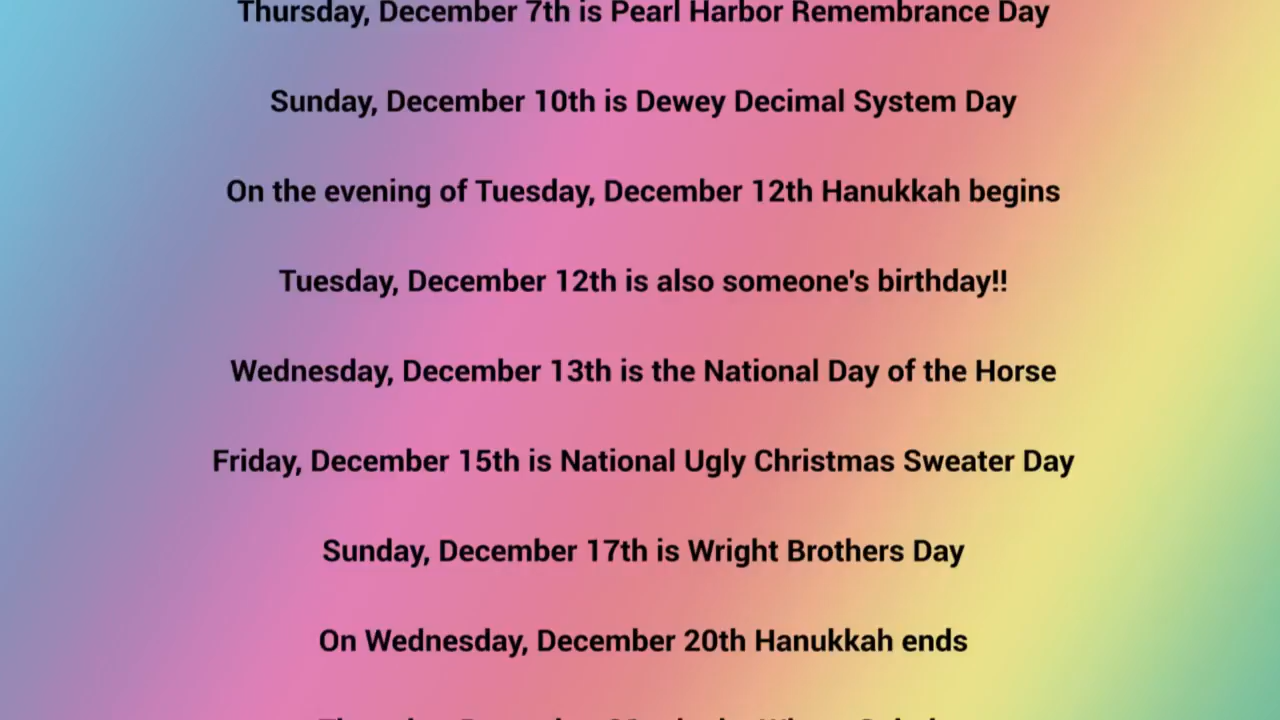 Thursday, December 7th is Pearl Harbor Remembrance Day
Sunday, December 10th is Dewey Decimal System Day
On the evening of Tuesday, December 12th Hanukkah begins
Tuesday, December 12th is also someone's birthday!!
Wednesday, December 13th is the National Day of the Horse
Friday, December 15th is National Ugly Christmas Sweater Day
Sunday, December 17th is Wright Brothers Day
On Wednesday, December 20th Hanukkah ends